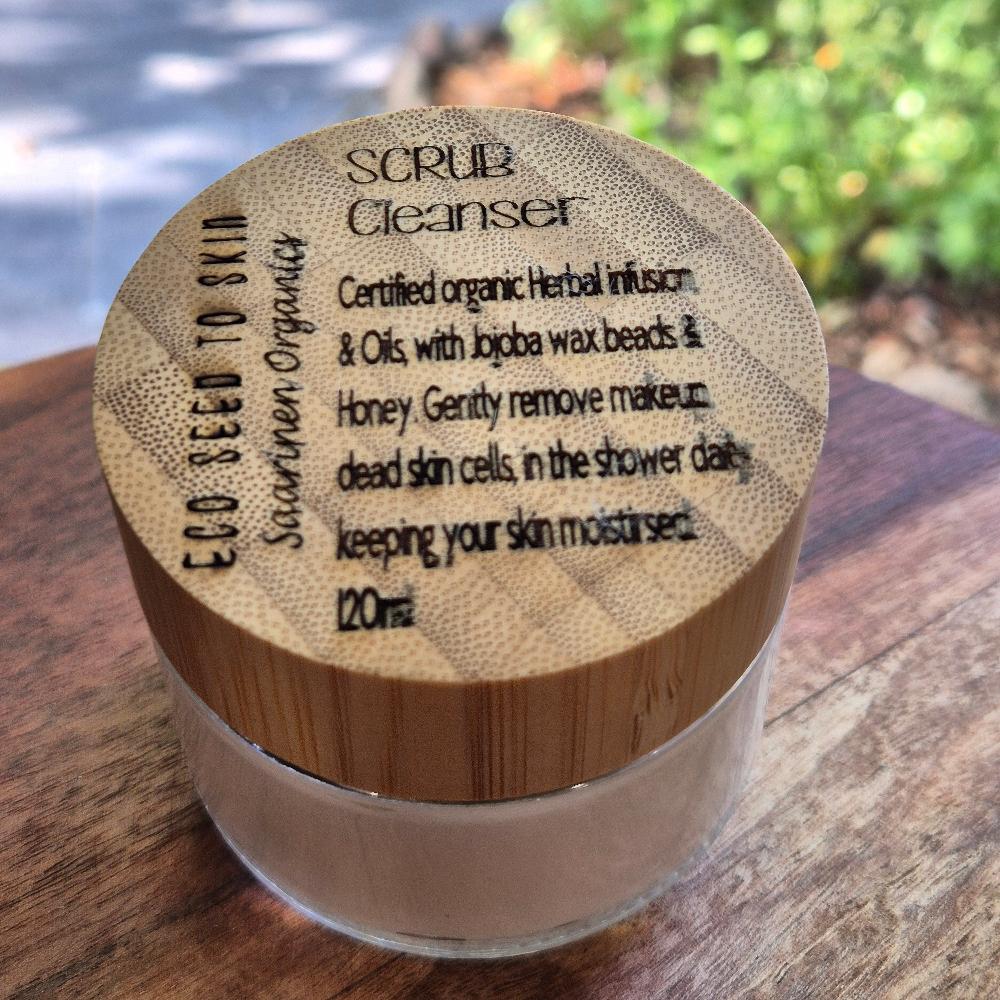 SCRUB
Cleanser
Certified organic Herbal infusion
& Oils, with Jojoba wax beads &
Honey. Gently remove makeup
dead skin cells, in the shower daily
keeping your skin moistirsed.
120ml
ECO SEED TO SKIN
Saarinen Organics